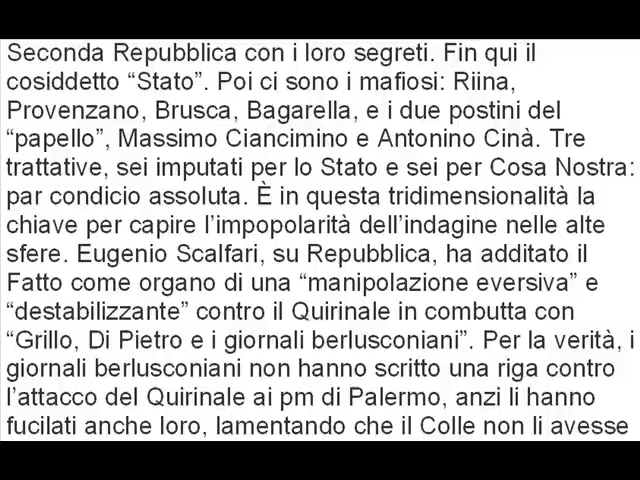 Seconda Repubblica con i loro segreti. Fin qui il
cosiddetto “Stato”. Poi ci sono i mafiosi: Riina,
Provenzano, Brusca, Bagarella, e i due postini del
“papello”, Massimo Ciancimino e Antonino Cinà. Tre
trattative, sei imputati per lo Stato e sei per Cosa Nostra:
par condicio assoluta. È in questa tridimensionalità la
chiave per capire l’impopolarità dell’indagine nelle alte
sfere. Eugenio Scalfari, su Repubblica, ha additato il
Fatto come organo di una “manipolazione eversiva” e
“destabilizzante” contro il Quirinale in combutta con
“Grillo, Di Pietro e i giornali berlusconiani”. Per la verità, i
giornali berlusconiani non hanno scritto una riga contro
l’attacco del Quirinale ai pm di Palermo, anzi li hanno
fucilati anche loro, lamentando che il Colle non li avesse